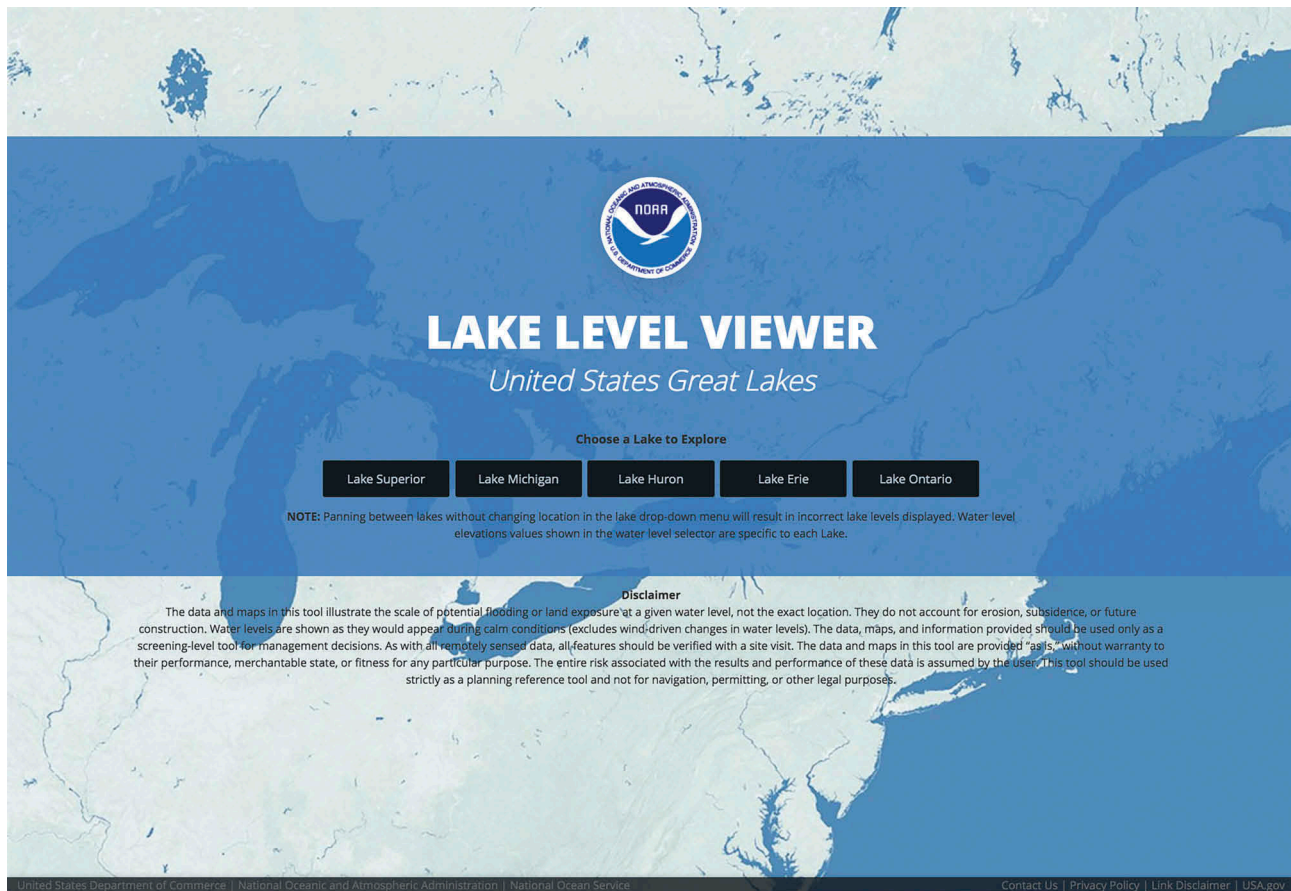 NATIONAL OCEANIC AND ATMOSPHERIC ADMINISTRATION
NOAA
U.S. DEPARTMENT OF COMMERCE
LAKE LEVEL VIEWER
United States Great Lakes
Choose a Lake to Explore
Lake Superior Lake Michigan Lake Huron Lake Erie Lake Ontario
NOTE: Panning between lakes without changing location in the lake drop-down menu will result in incorrect lake levels displayed. Water level
elevations values shown in the water level selector are specific to each Lake.
Disclaimer
The data and maps in this tool illustrate the scale of potential flooding or land exposure at a given water level, not the exact location. They do not account for erosion, subsidence, or future
construction. Water levels are shown as they would appear during calm conditions (excludes wind-driven changes in water levels). The data, maps, and information provided should be used only as a
screening-level tool for management decisions. As with all remotely sensed data, all features should be verified with a site visit. The data and maps in this tool are provided “as is,” without warranty to
their performance, merchantable state, or fitness for any particular purpose. The entire risk associated with the results and performance of these data is assumed by the user. This tool should be used
strictly as a planning reference tool and not for navigation, permitting, or other legal purposes.
United States Department of Commerce | National Oceanic and Atmospheric Administration | National Ocean Service Contact Us | Privacy Policy | Link Disclaimer | USA.gov